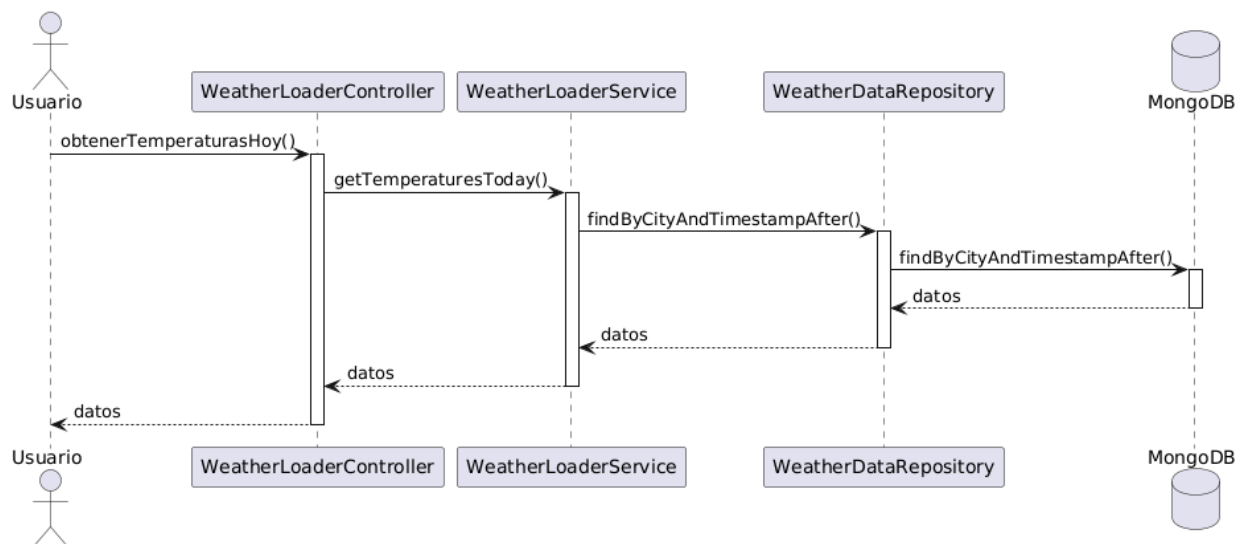 Usuario
WeatherLoaderController
WeatherLoaderService
WeatherDataRepository
MongoDB
obtenerTemperaturasHoy()
getTemperaturesToday()
findByCityAndTimestampAfter()
findByCityAndTimestampAfter()
datos
datos
datos
datos
Usuario
WeatherLoaderController
WeatherLoaderService
WeatherDataRepository
MongoDB